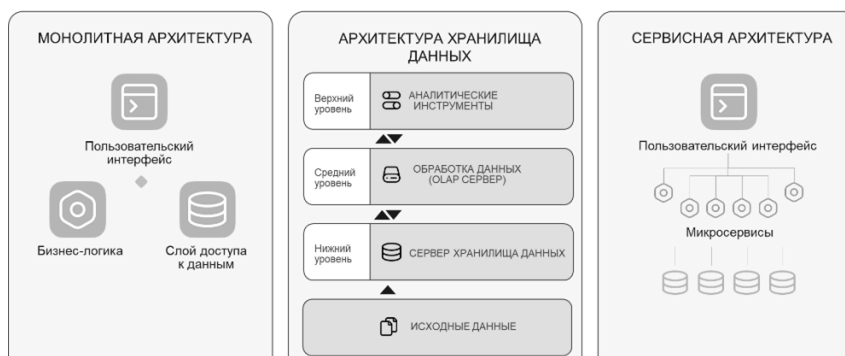 МОНОЛИТНАЯ АРХИТЕКТУРА
Пользовательский
интерфейс
Бизнес-логика
Слой доступа
к данным
АРХИТЕКТУРА ХРАНИЛИЩА
ДАННЫХ
Верхний
уровень
АНАЛИТИЧЕСКИЕ
ИНСТРУМЕНТЫ
Средний
уровень
ОБРАБОТКА ДАННЫХ
(OLAP СЕРВЕР)
Нижний
уровень
СЕРВЕР ХРАНИЛИЩА ДАННЫХ
ИСХОДНЫЕ ДАННЫЕ
СЕРВИСНАЯ АРХИТЕКТУРА
Пользовательский интерфейс
Микросервисы